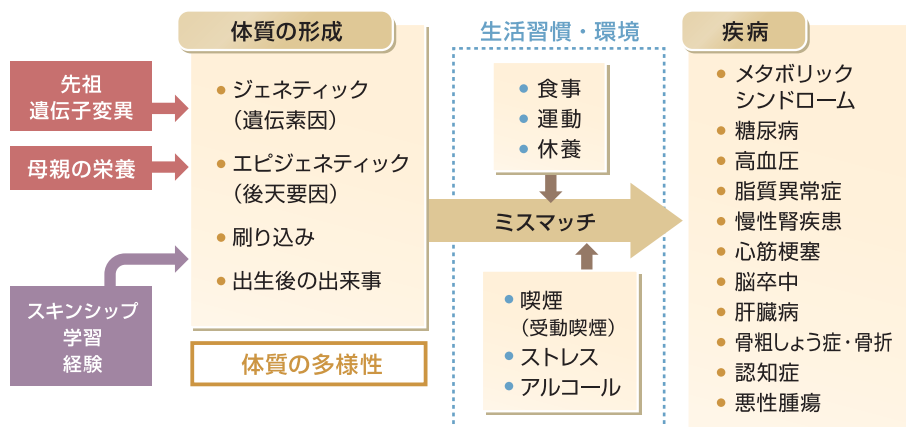 体質の形成
先祖
遺伝子変異
母親の栄養
スキンシップ
学習
経験
• ジェネティック
（遺伝素因）
• エピジェネティック
（後天要因）
• 刷り込み
• 出生後の出来事
体質の多様性
生活習慣・環境
• 食事
• 運動
• 休養
ミスマッチ
• 喫煙
（受動喫煙）
• ストレス
• アルコール
疾病
• メタボリック
シンドローム
• 糖尿病
• 高血圧
• 脂質異常症
• 慢性腎疾患
• 心筋梗塞
• 脳卒中
• 肝臓病
• 骨粗しょう症・骨折
• 認知症
• 悪性腫瘍